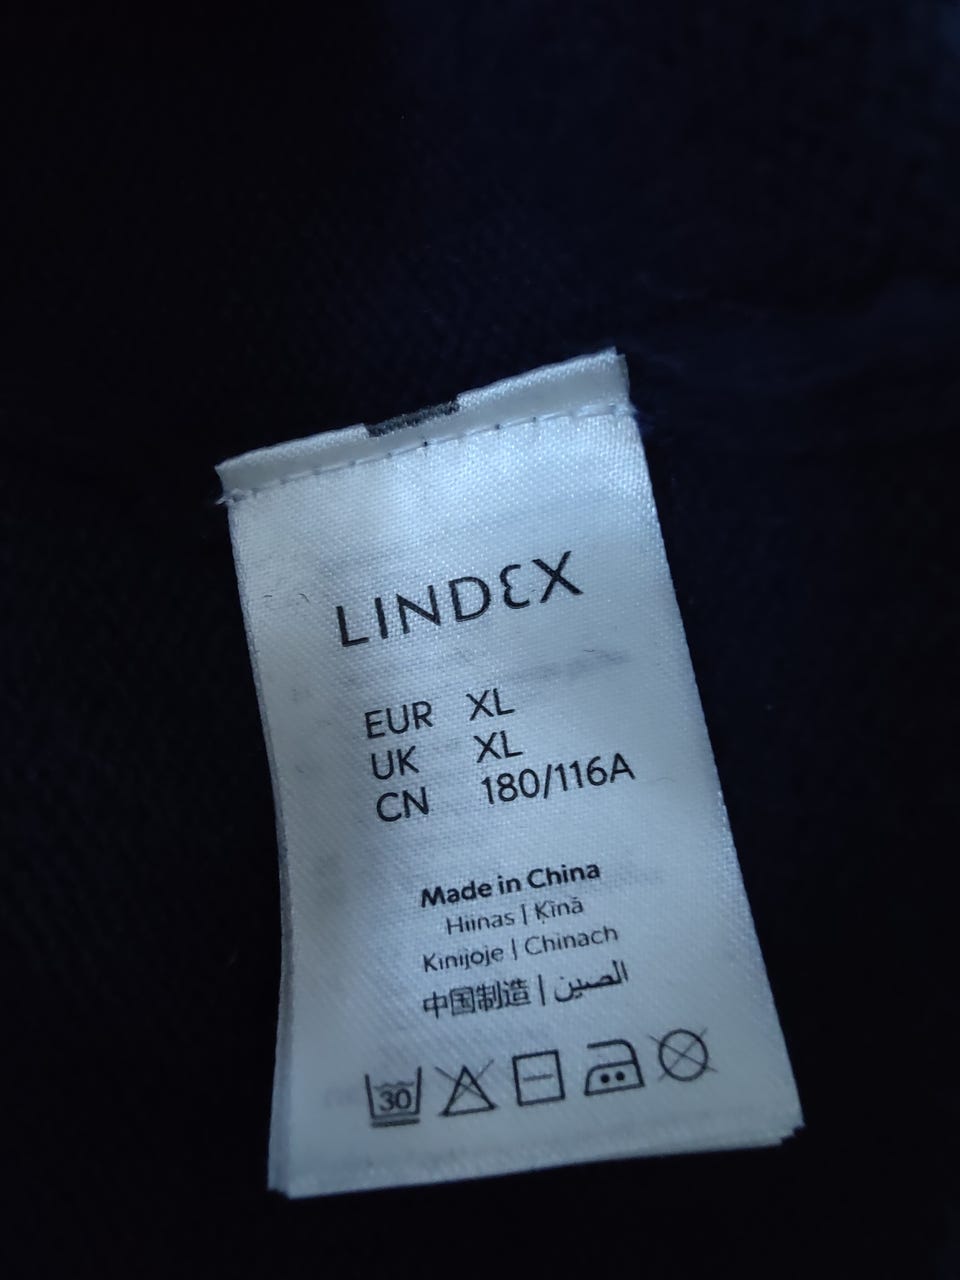 LINDEX
EUR XL
UK XL
CN 180/116A
Made in China
Hiinas | Ķīnā
Kinijoje | Chinach
中国制造 | الصين
30